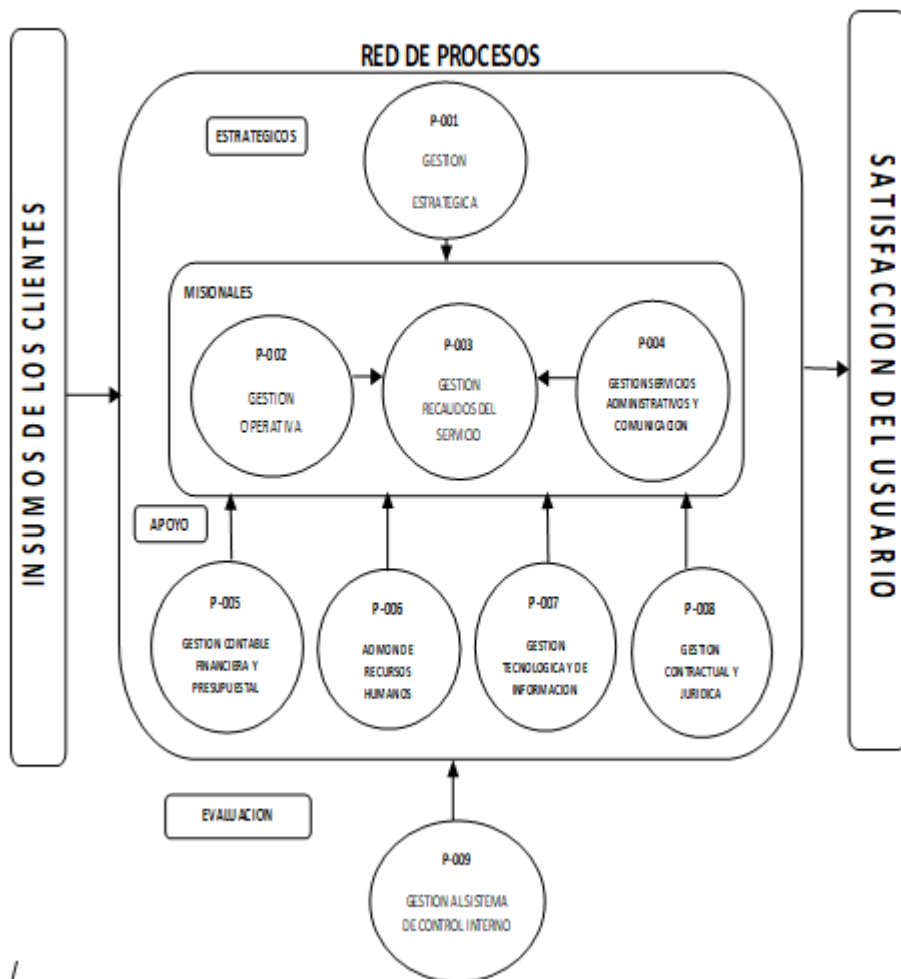 RED DE PROCESOS
INSUMOS DE LOS CLIENTES
ESTRATEGICOS
P-001
GESTION
ESTRATEGICA
MISIONALES
P-002
GESTION
OPERATIVA
P-003
GESTION
RECAUDOS DEL
SERVICIO
P-004
GESTION SERVICIOS
ADMINISTRATIVOS Y
COMUNICACION
APOYO
P-005
GESTION CONTABLE
FINANCIERA Y
PRESUPUESTAL
P-006
ADMON DE
RECURSOS
HUMANOS
P-007
GESTION
TECNOLOGICA Y DE
INFORMACION
P-008
GESTION
CONTRACTUAL Y
JURIDICA
EVALUACION
P-009
GESTION AL SISTEMA
DE CONTROL INTERNO
SATISFACCION DEL USUARIO